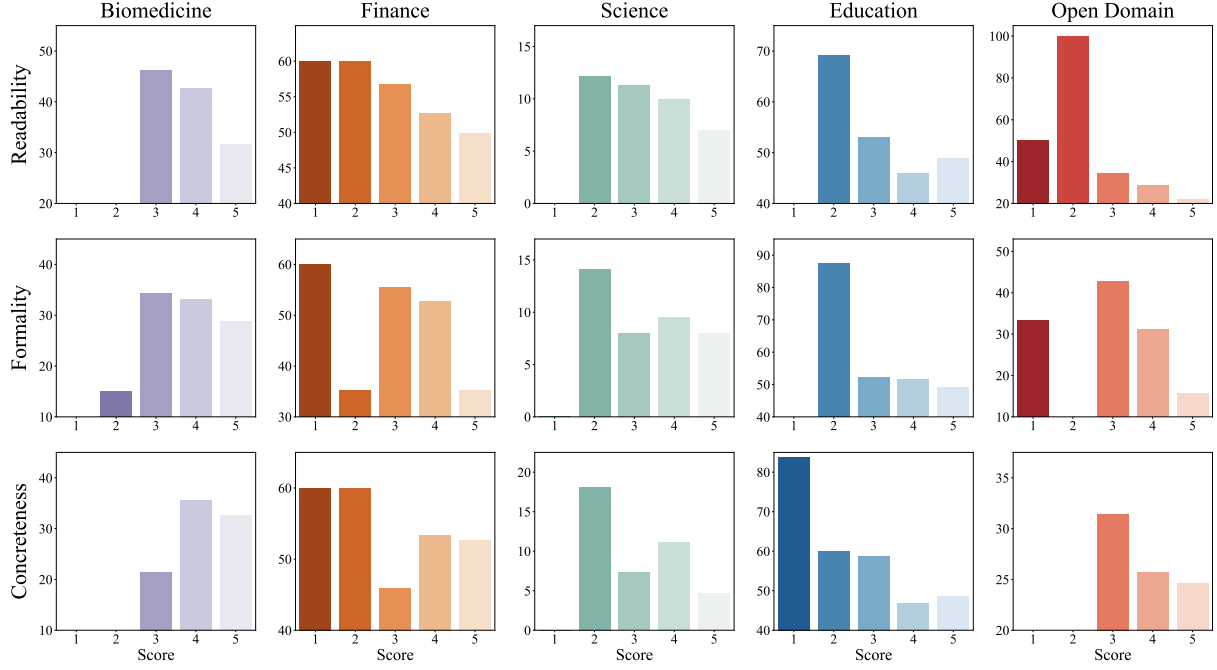 Biomedicine Finance Science Education Open Domain
Readability
50 40 30 20
1 2 3 4 5
60 55 50 45 40
1 2 3 4 5
15 10 5 0
1 2 3 4 5
70 60 50 40
1 2 3 4 5
100 80 60 40 20
1 2 3 4 5
Formality
40 30 20 10
1 2 3 4 5
60 50 40 30
1 2 3 4 5
15 10 5 0
1 2 3 4 5
90 80 70 60 50 40
1 2 3 4 5
50 40 30 20 10
1 2 3 4 5
Concreteness
40 30 20 10
1 2 3 4 5
Score
60 50 40
1 2 3 4 5
Score
20 15 10 5 0
1 2 3 4 5
Score
80 70 60 50 40
1 2 3 4 5
Score
35 30 25 20
1 2 3 4 5
Score